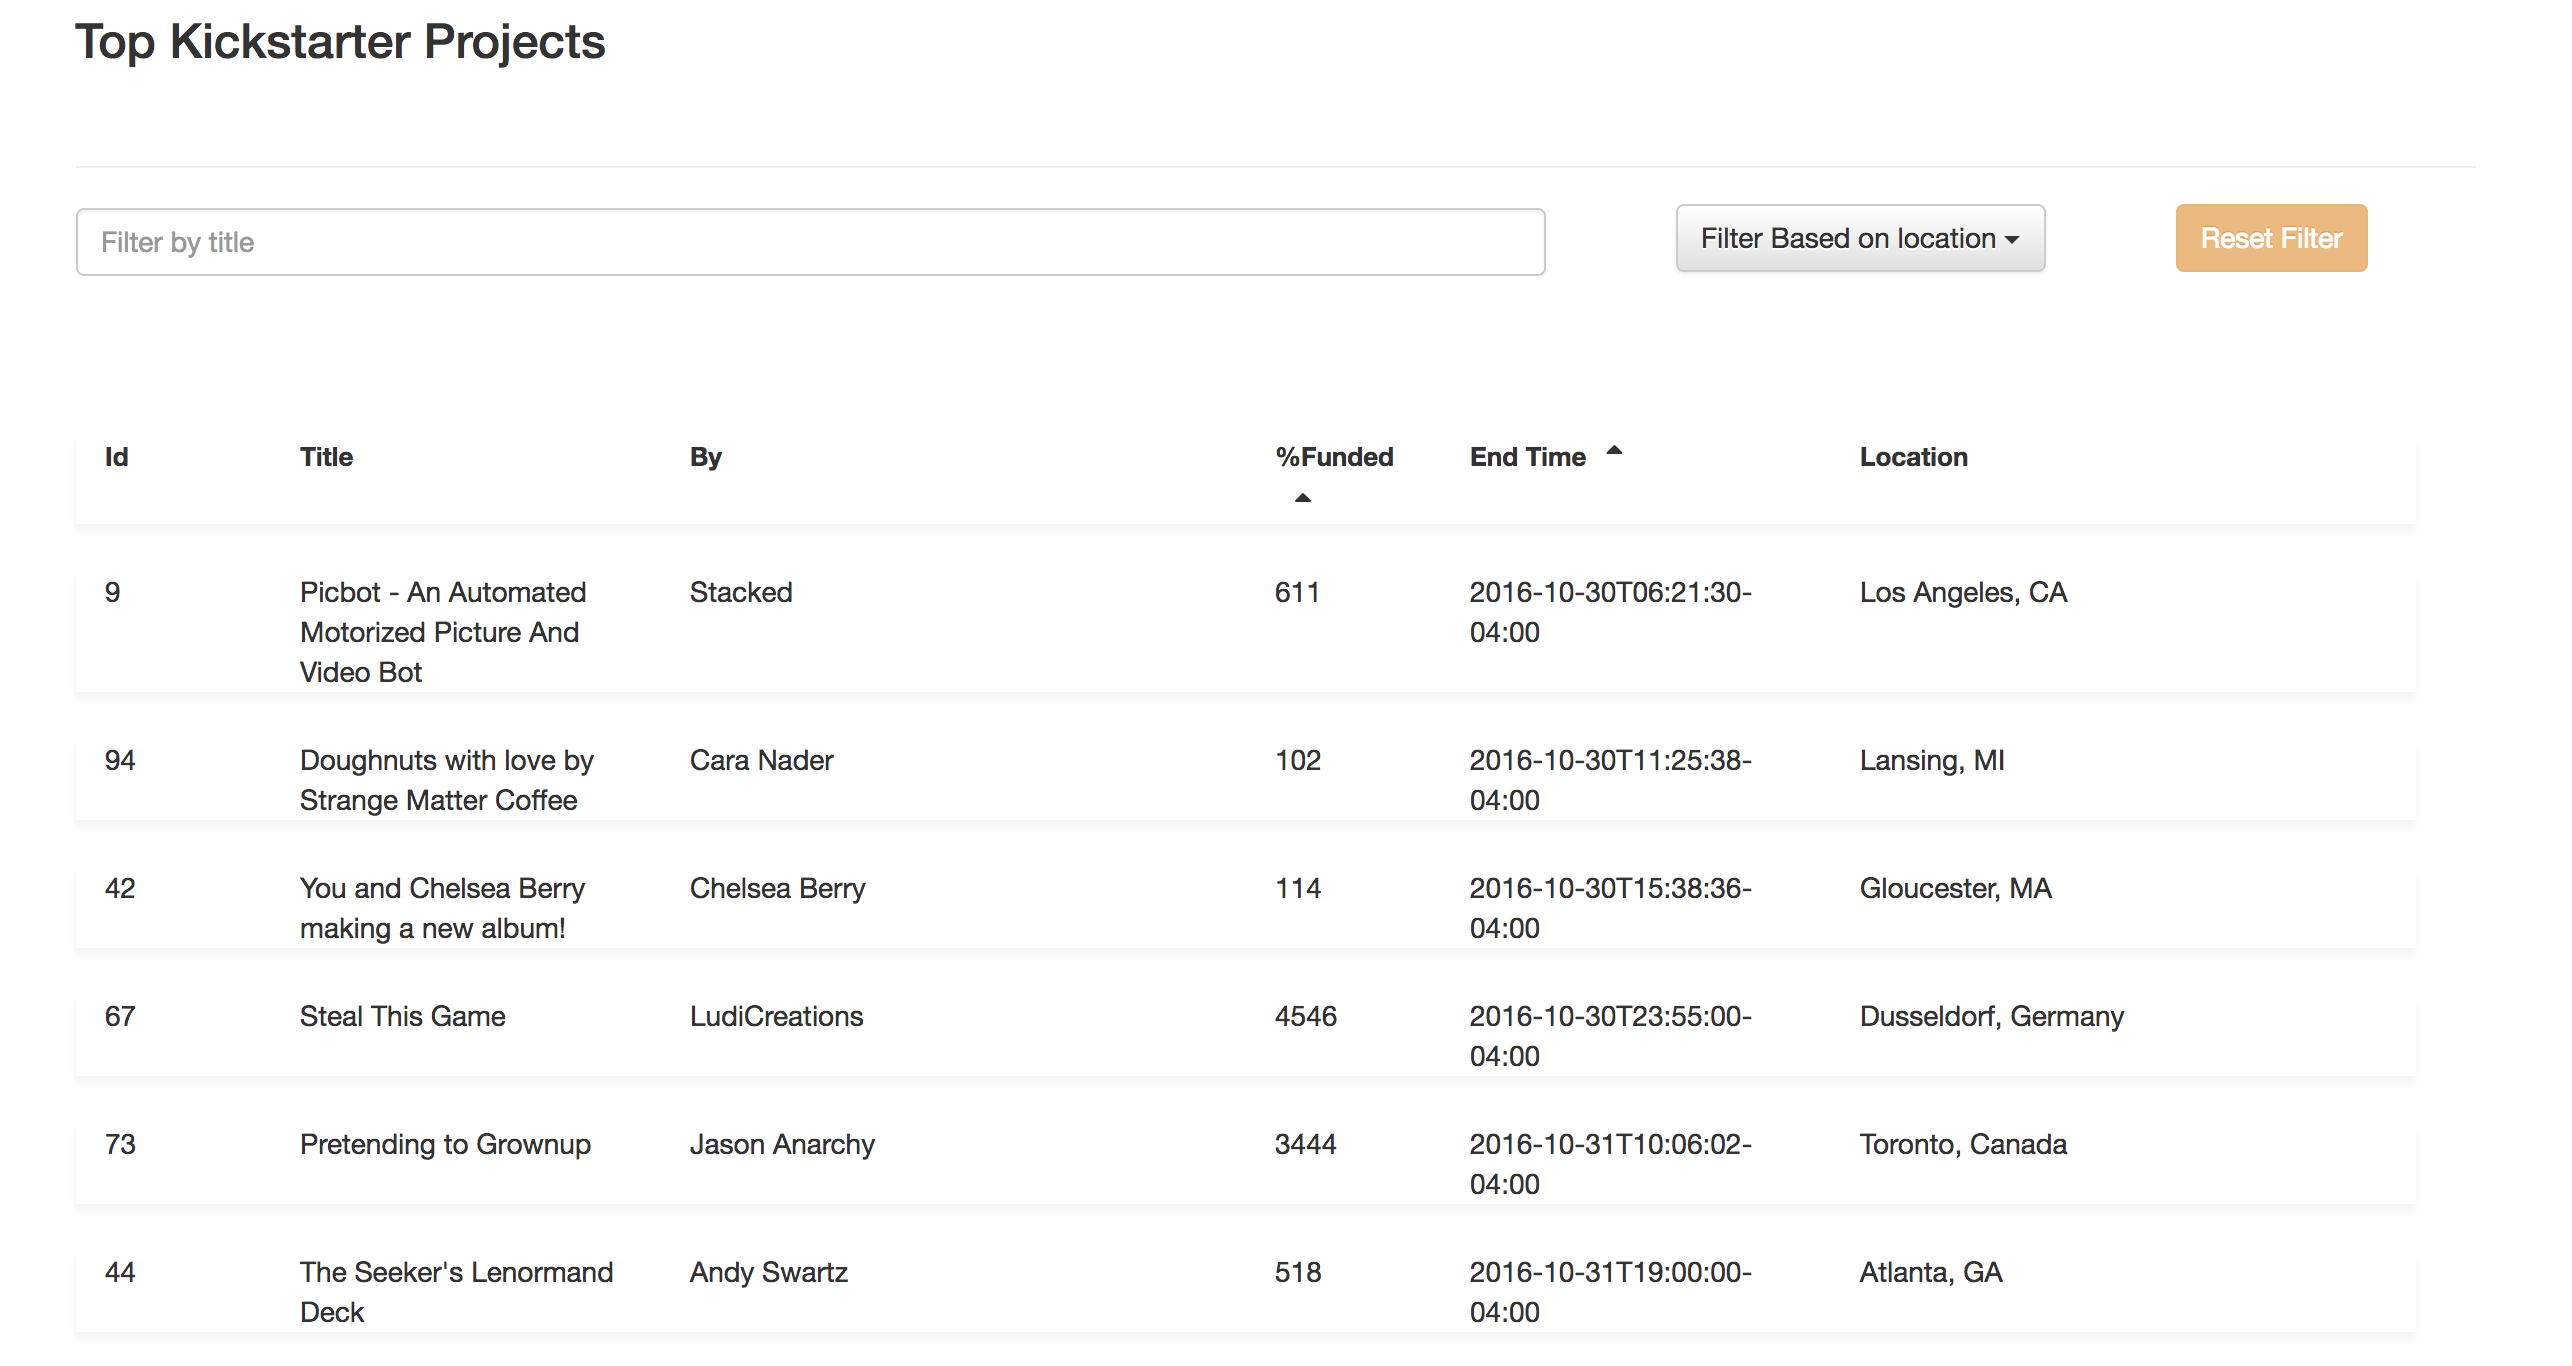 Top Kickstarter Projects
Filter by title
Filter Based on location
Reset Filter
Id Title By %Funded End Time Location
9 Picbot - An Automated Stacked 611 2016-10-30T06:21:30- Los Angeles, CA
Motorized Picture And 04:00
Video Bot
94 Doughnuts with love by Cara Nader 102 2016-10-30T11:25:38- Lansing, MI
Strange Matter Coffee 04:00
42 You and Chelsea Berry Chelsea Berry 114 2016-10-30T15:38:36- Gloucester, MA
making a new album! 04:00
67 Steal This Game LudiCreations 4546 2016-10-30T23:55:00- Dusseldorf, Germany
04:00
73 Pretending to Grownup Jason Anarchy 3444 2016-10-31T10:06:02- Toronto, Canada
04:00
44 The Seeker's Lenormand Andy Swartz 518 2016-10-31T19:00:00- Atlanta, GA
Deck 04:00